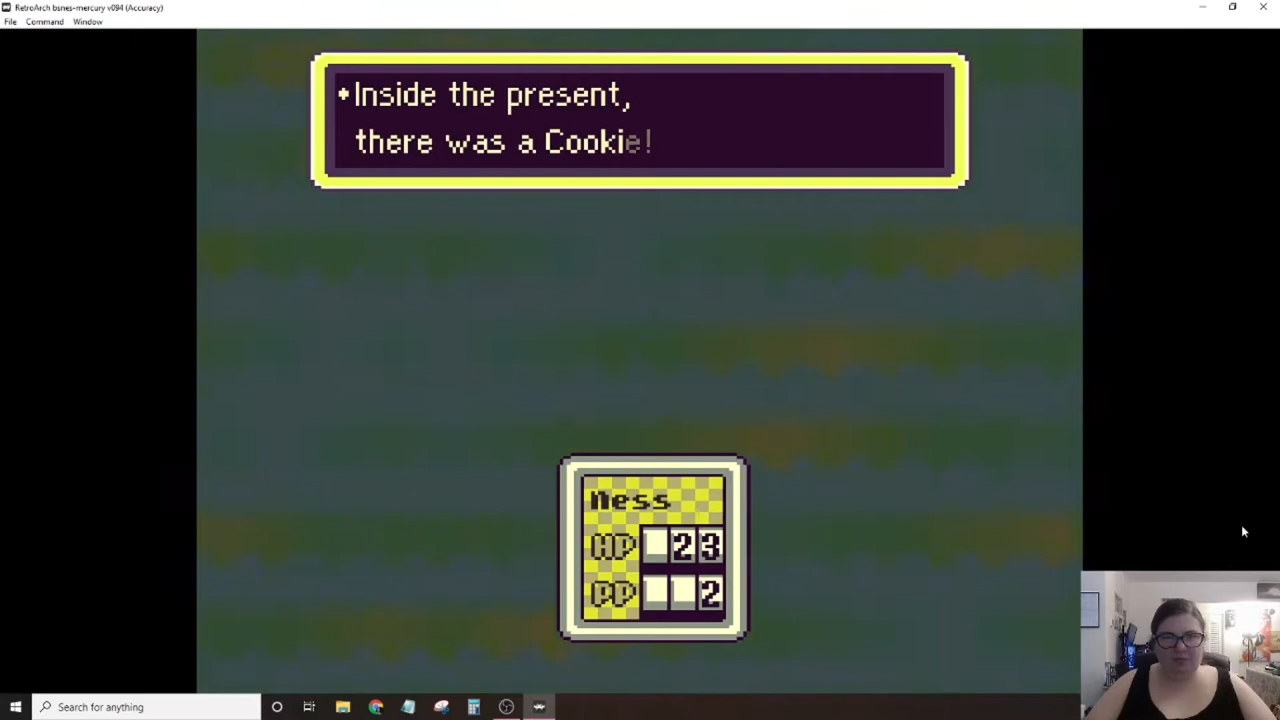 RetroArch bsnes-mercury v094 (Accuracy)
File Command Window
•Inside the present,
there was a Cookie!
Ness
HP 23
PP 2
Search for anything